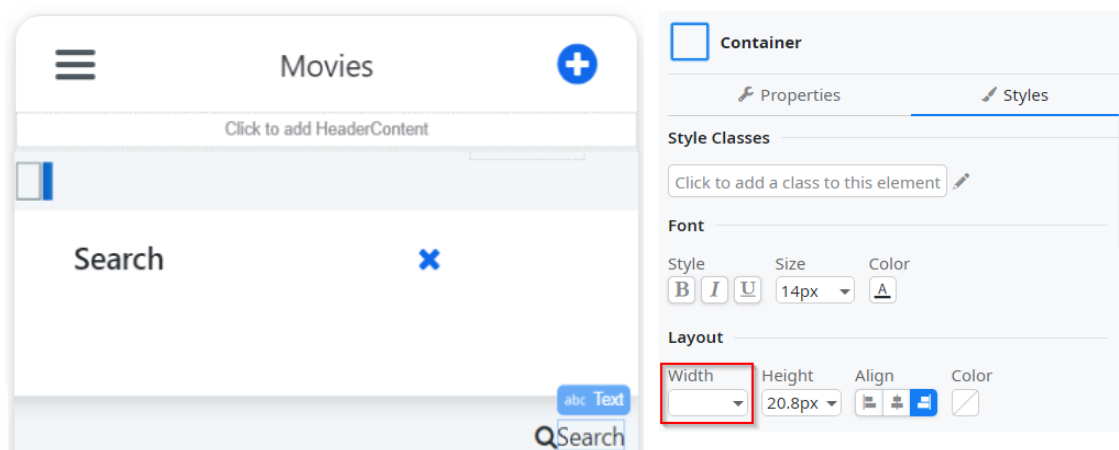 Movies
Click to add HeaderContent
Search
abc Text
Search
Container
Properties
Styles
Style Classes
Click to add a class to this element
Font
Style Size Color
B I U 14px A
Layout
Width Height Align Color
20.8px